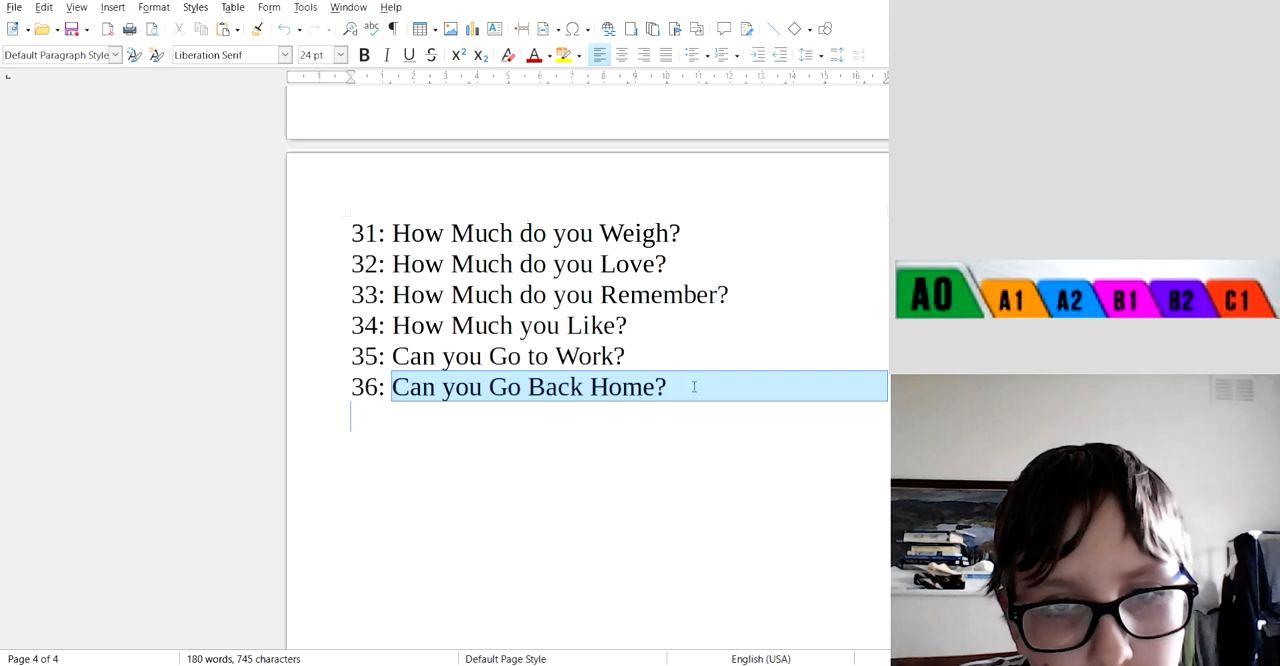 File Edit View Insert Format Styles Table Form Tools Window Help
Default Paragraph Style Liberation Serif 24 pt
31: How Much do you Weigh?
32: How Much do you Love?
33: How Much do you Remember?
34: How Much you Like?
35: Can you Go to Work?
36: Can you Go Back Home?
A0 A1 A2 B1 B2 C1
Page 4 of 4 180 words, 745 characters Default Page Style English (USA)